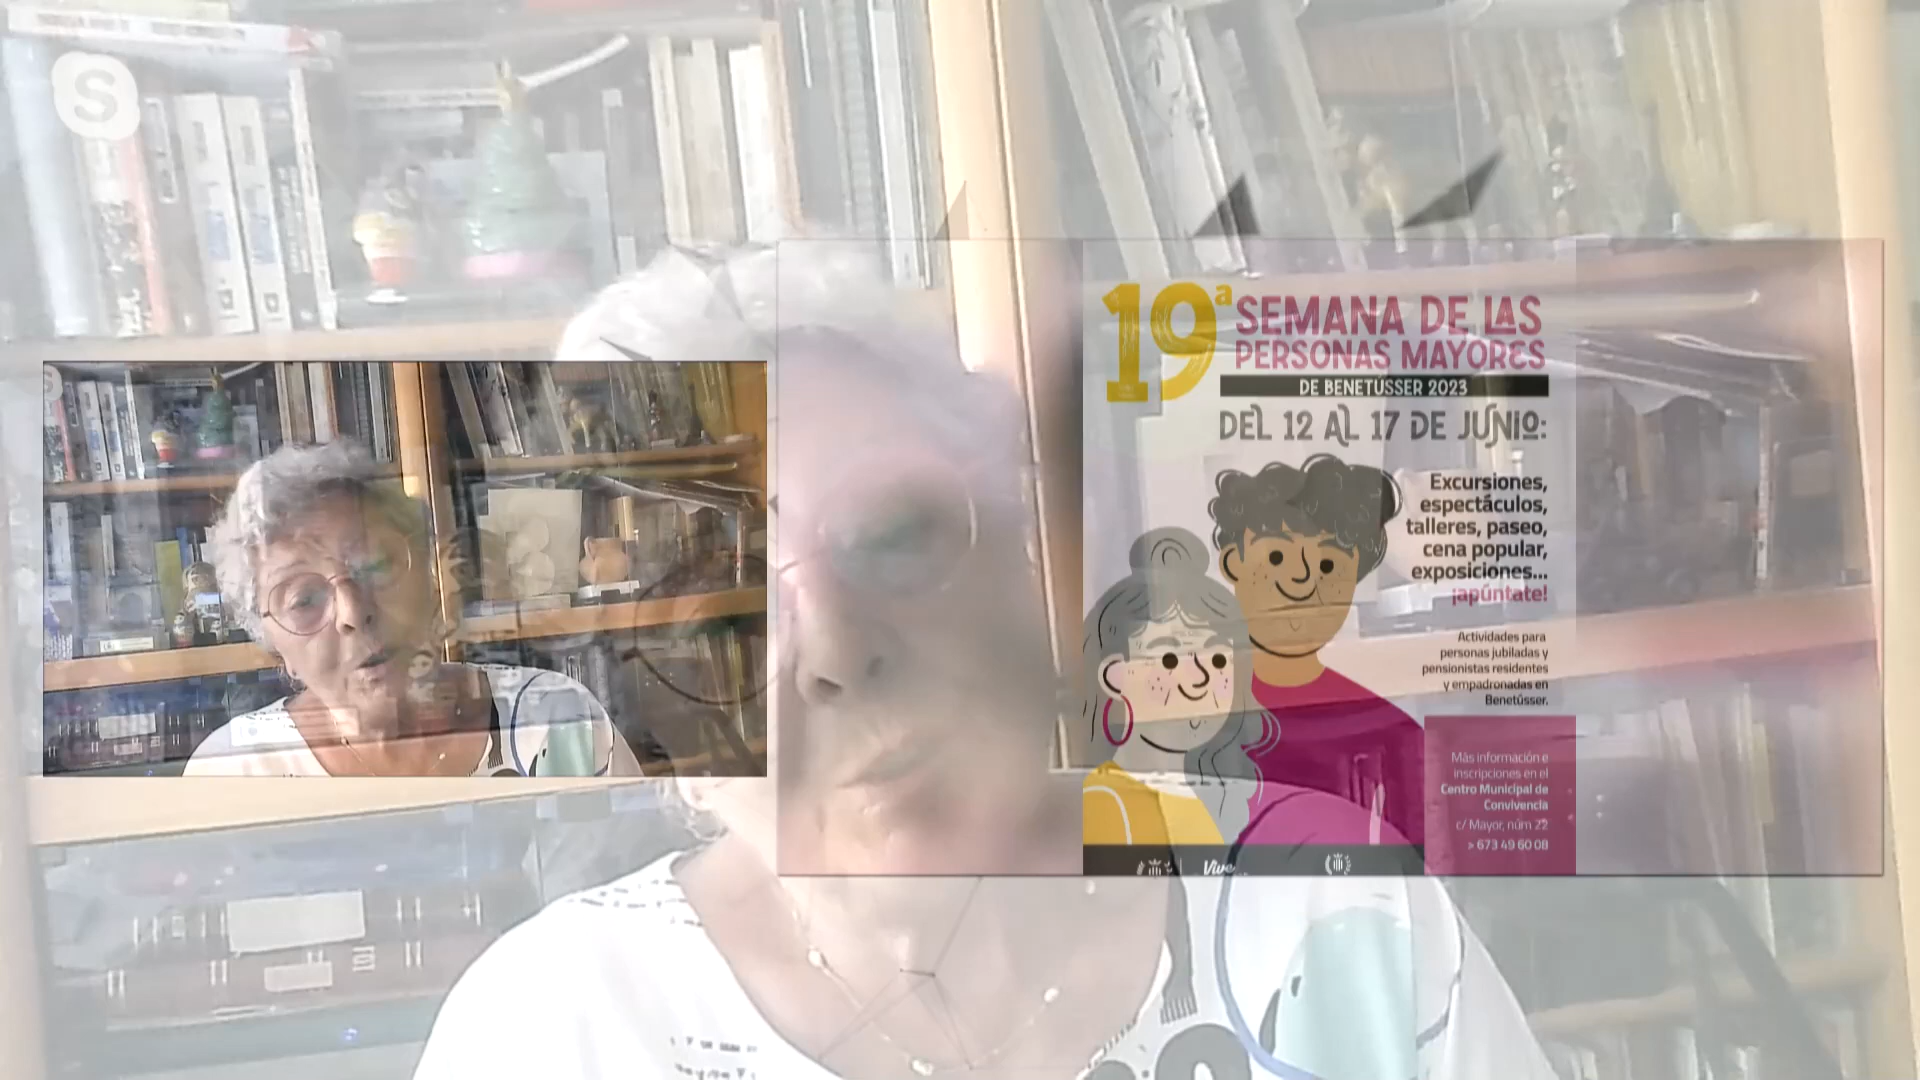 S
19ª
SEMANA DE LAS
PERSONAS MAYORES
DE BENETÚSSER 2023
DEL 12 AL 17 DE JUNIO:
Excursiones,
espectáculos,
talleres, paseo,
cena popular,
exposiciones...
¡apúntate!
Actividades para
personas jubiladas y
pensionistas residentes
y empadronadas en
Benetússer.
Más información e
inscripciones en el
Centro Municipal de
Convivencia
c/ Mayor, núm 22
> 673 49 60 08
Vive